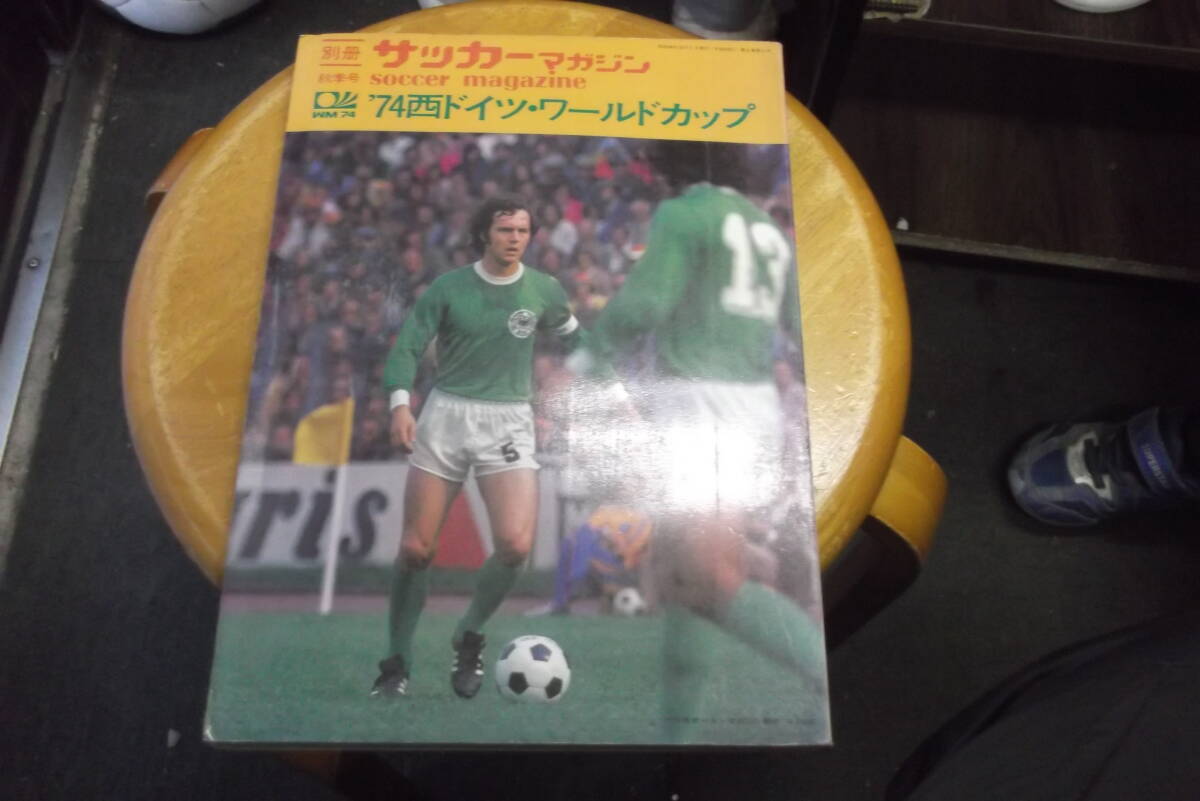 別冊
サッカーマガジン
秋季号
soccer magazine
WM 74
'74西ドイツ・ワールドカップ
13
5
ris